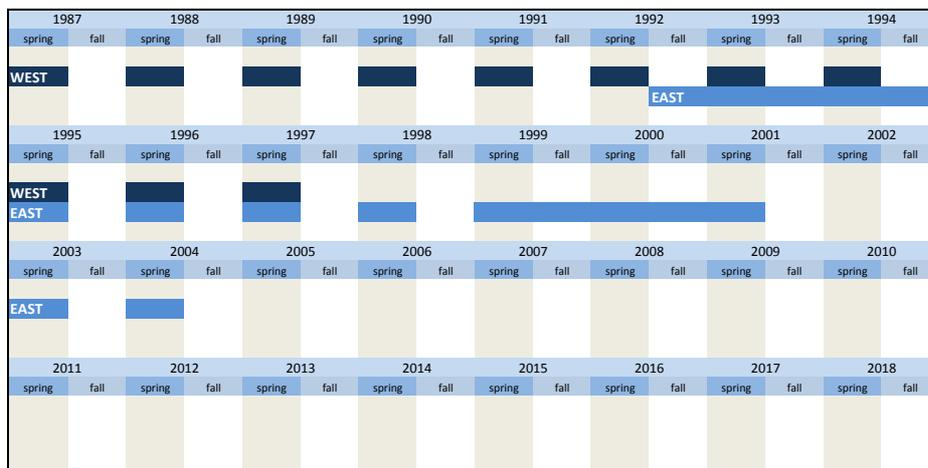 1987 1988 1989 1990 1991 1992 1993 1994
spring fall spring fall spring fall spring fall spring fall spring fall spring fall spring fall
WEST
EAST
1995 1996 1997 1998 1999 2000 2001 2002
spring fall spring fall spring fall spring fall spring fall spring fall spring fall spring fall
WEST
EAST
2003 2004 2005 2006 2007 2008 2009 2010
spring fall spring fall spring fall spring fall spring fall spring fall spring fall spring fall
EAST
2011 2012 2013 2014 2015 2016 2017 2018
spring fall spring fall spring fall spring fall spring fall spring fall spring fall spring fall